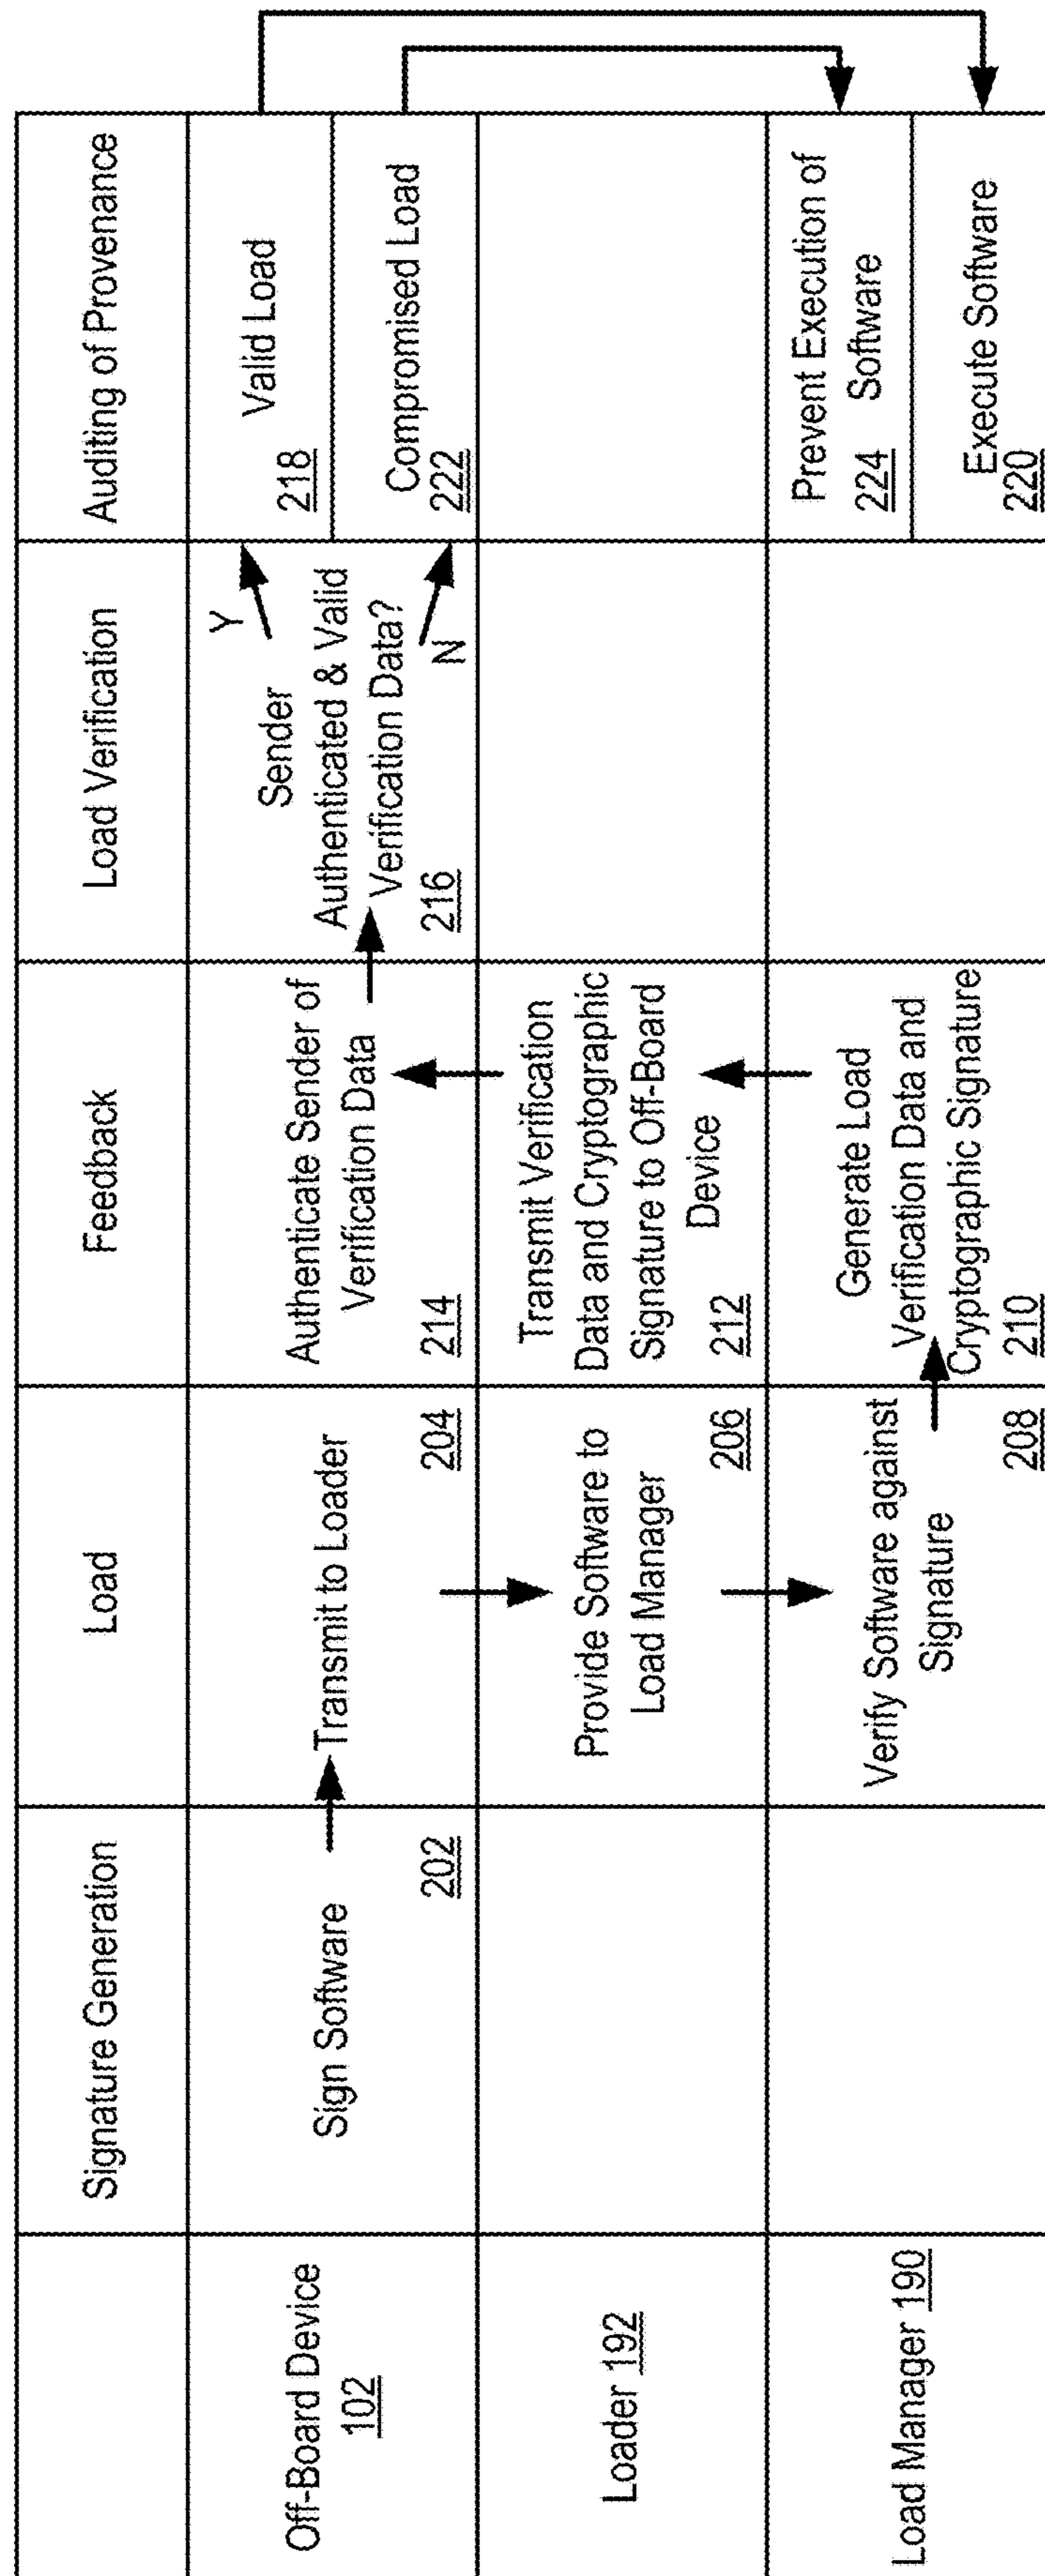 Signature Generation
Load
Feedback
Load Verification
Auditing of Provenance
Off-Board Device
102
Sign Software
202
Transmit to Loader
204
Authenticate Sender of
Verification Data
214
Sender
Authenticated & Valid
Verification Data?
216
Y
N
Valid Load
218
Compromised Load
222
Loader 192
Provide Software to
Load Manager
206
Transmit Verification
Data and Cryptographic
Signature to Off-Board
Device
212
Load Manager 190
Verify Software against
Signature
208
Generate Load
Verification Data and
Cryptographic Signature
210
Prevent Execution of
Software
224
Execute Software
220